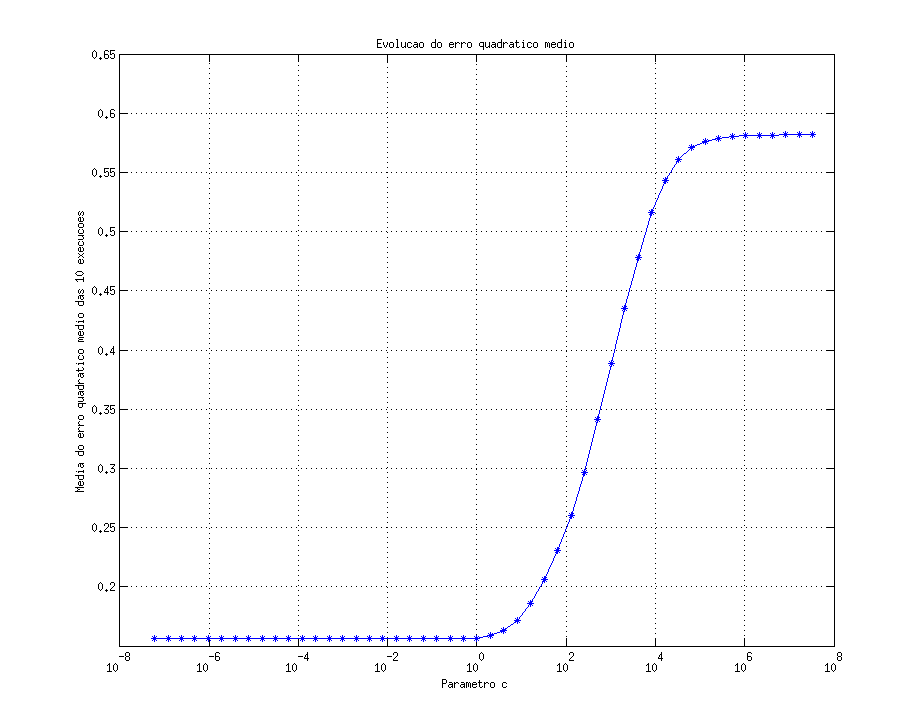 Evolucao do erro quadratico medio
Media do erro quadratico medio das 10 execucoes
0.65
0.6
0.55
0.5
0.45
0.4
0.35
0.3
0.25
0.2
10^-8 10^-6 10^-4 10^-2 10^0 10^2 10^4 10^6 10^8
Parametro c